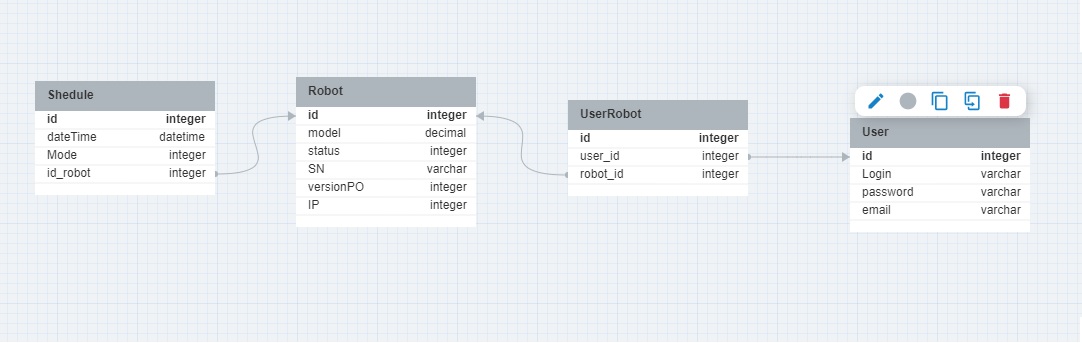 Shedule
id integer
dateTime datetime
Mode integer
id_robot integer
Robot
id integer
model decimal
status integer
SN varchar
versionPO integer
IP integer
UserRobot
id integer
user_id integer
robot_id integer
User
id integer
Login varchar
password varchar
email varchar